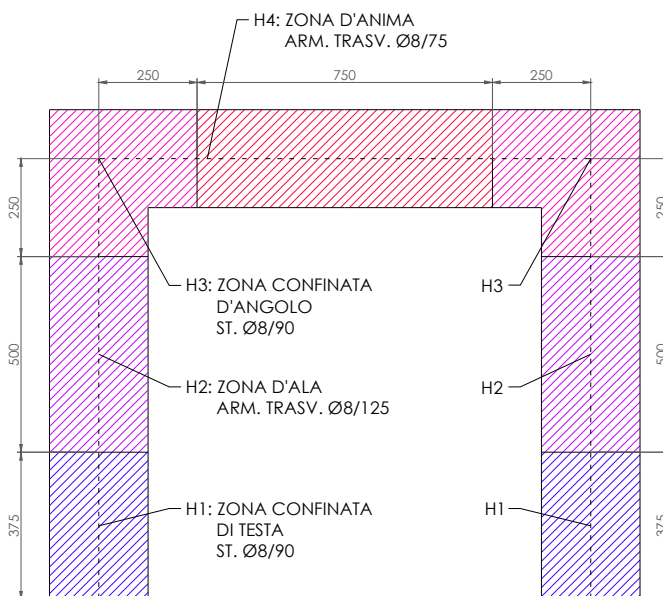 H4: ZONA D'ANIMA
ARM. TRASV. Ø8/75
250
750
250
250
250
H3: ZONA CONFINATA
D'ANGOLO
ST. Ø8/90
H3
500
500
H2: ZONA D'ALA
ARM. TRASV. Ø8/125
H2
H1: ZONA CONFINATA
DI TESTA
ST. Ø8/90
H1
375
375